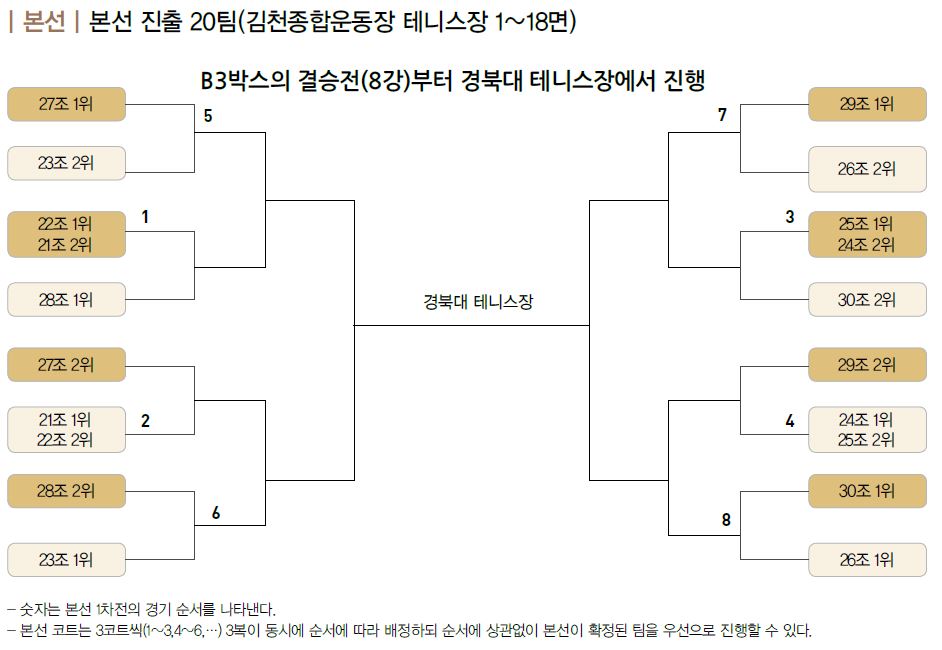 | 본선 | 본선 진출 20팀(김천종합운동장 테니스장 1~18면)
B3박스의 결승전(8강)부터 경북대 테니스장에서 진행
27조 1위
5
23조 2위
22조 1위
21조 2위
1
28조 1위
27조 2위
21조 1위
22조 2위
2
28조 2위
6
23조 1위
경북대 테니스장
7
29조 1위
26조 2위
3
25조 1위
24조 2위
30조 2위
29조 2위
4
24조 1위
25조 2위
30조 1위
8
26조 1위
– 숫자는 본선 1차전의 경기 순서를 나타낸다.
– 본선 코트는 3코트씩(1~3,4~6,…) 3복이 동시에 순서에 따라 배정하되 순서에 상관없이 본선이 확정된 팀을 우선으로 진행할 수 있다.